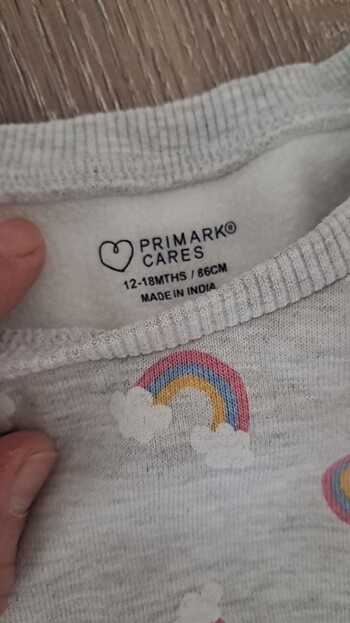 PRIMARK®
CARES
12-18MTHS / 86CM
MADE IN INDIA